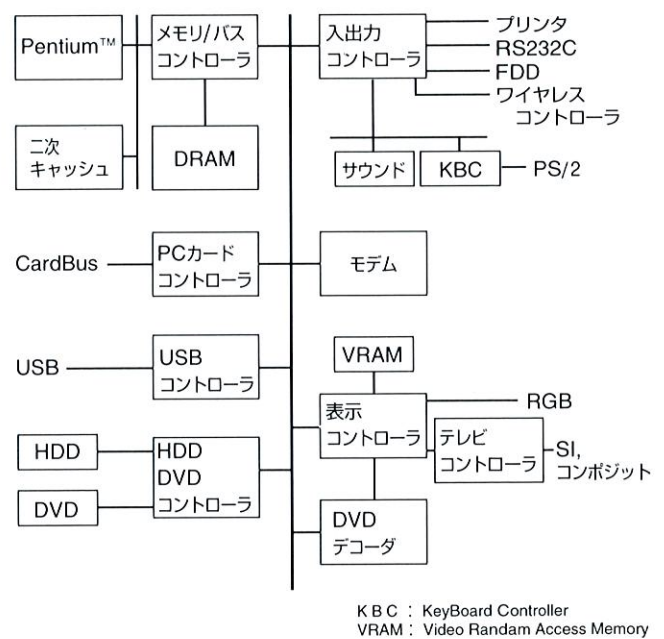 Pentium™
メモリ/バス
コントローラ
入出力
コントローラ
プリンタ
RS232C
FDD
ワイヤレス
コントローラ
二次
キャッシュ
DRAM
サウンド
KBC
PS/2
CardBus
PCカード
コントローラ
モデム
USB
USB
コントローラ
VRAM
表示
コントローラ
RGB
テレビ
コントローラ
SI,
コンポジット
HDD
DVD
HDD
DVD
コントローラ
DVD
デコーダ
K B C : KeyBoard Controller
VRAM : Video Randam Access Memory